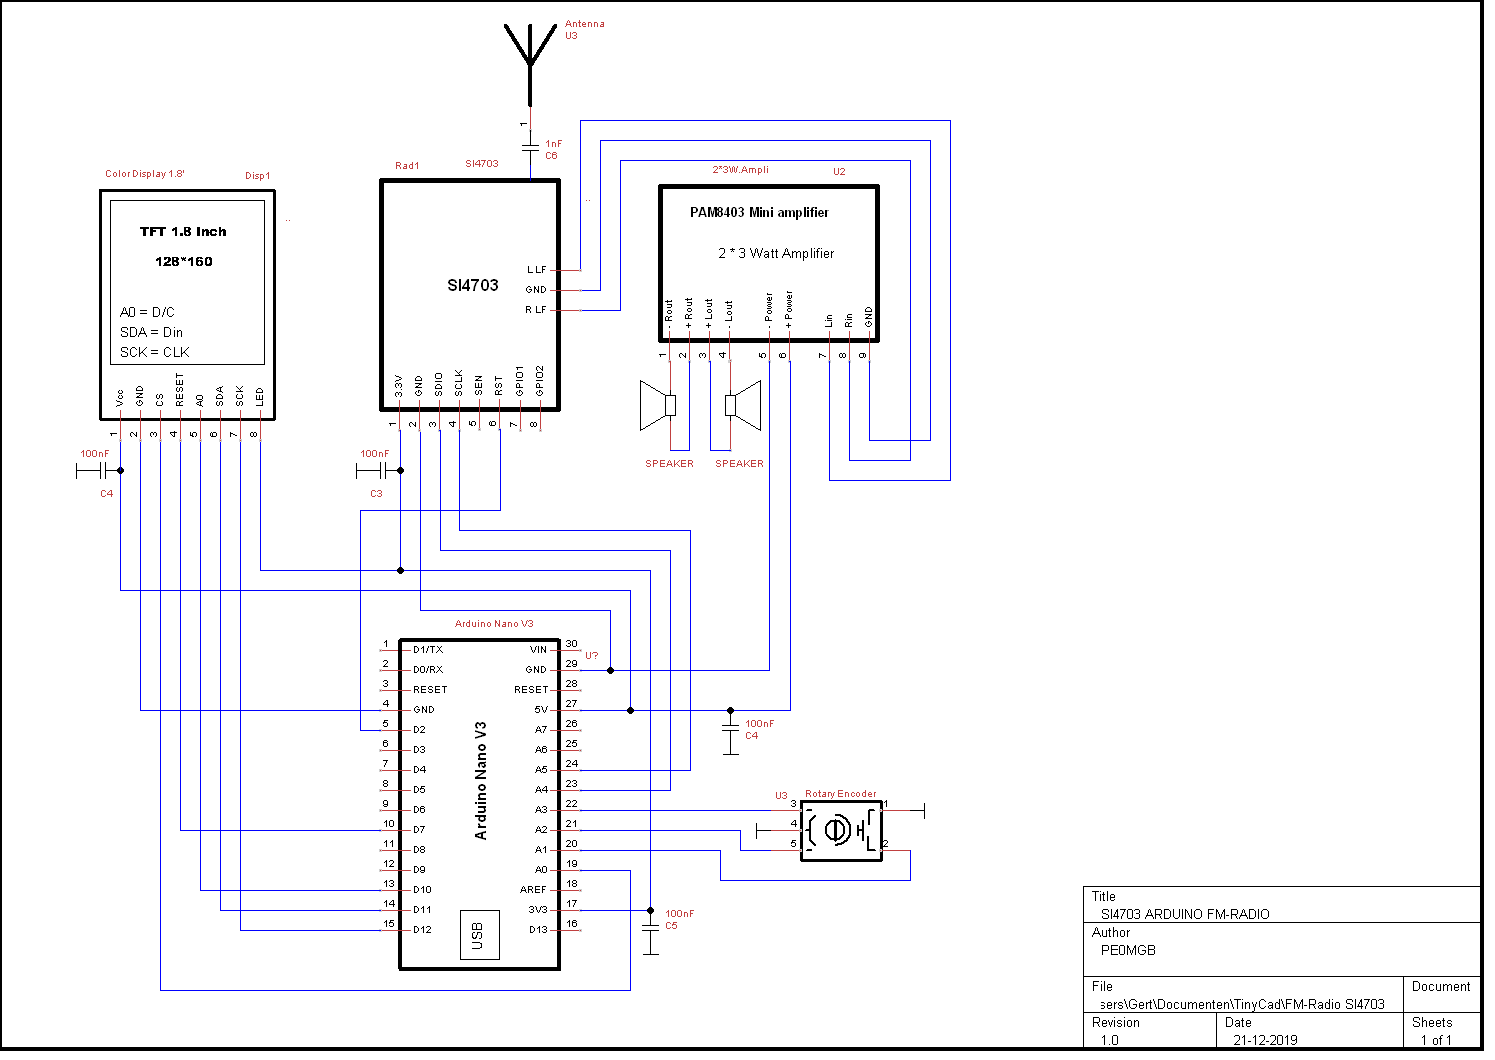 Antenna
U3
1
1nF
C6
Color Display 1.8'
Disp1
TFT 1.8 Inch
128*160
A0 = D/C
SDA = Din
SCK = CLK
Vcc
GND
CS
RESET
A0
SDA
SCK
LED
1
2
3
4
5
6
7
8
100nF
C4
Rad1
SI4703
SI4703
L LF
GND
R LF
3.3V
GND
SDIO
SCLK
SEN
RST
GPIO1
GPIO2
1
2
3
4
5
6
7
8
100nF
C3
2*3W.Ampli
U2
PAM8403 Mini amplifier
2 * 3 Watt Amplifier
- Rout
+ Rout
+ Lout
- Lout
- Power
+ Power
Lin
Rin
GND
1
2
3
4
5
6
7
8
9
SPEAKER
SPEAKER
Arduino Nano V3
U?
Arduino Nano V3
USB
1 D1/TX
2 D0/RX
3 RESET
4 GND
5 D2
6 D3
7 D4
8 D5
9 D6
10 D7
11 D8
12 D9
13 D10
14 D11
15 D12
VIN 30
GND 29
RESET 28
5V 27
A7 26
A6 25
A5 24
A4 23
A3 22
A2 21
A1 20
A0 19
AREF 18
3V3 17
D13 16
100nF
C4
100nF
C5
U3
Rotary Encoder
3
4
5
1
2
Title
SI4703 ARDUINO FM-RADIO
Author
PE0MGB
File
sers\Gert\Documenten\TinyCad\FM-Radio SI4703
Document
Revision
1.0
Date
21-12-2019
Sheets
1 of 1